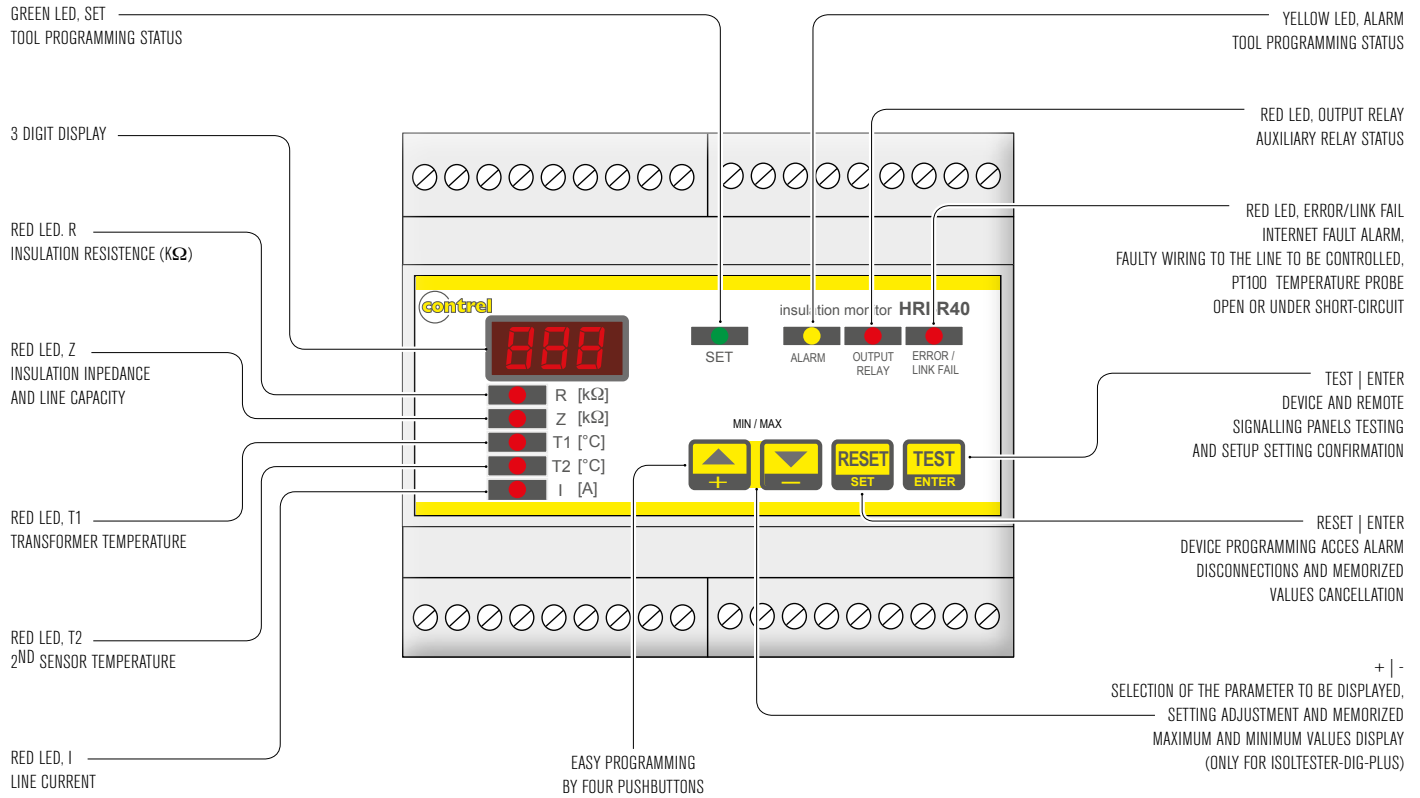 GREEN LED, SET
TOOL PROGRAMMING STATUS
3 DIGIT DISPLAY
RED LED. R
INSULATION RESISTENCE (KΩ)
RED LED, Z
INSULATION INPEDANCE
AND LINE CAPACITY
RED LED, T1
TRANSFORMER TEMPERATURE
RED LED, T2
2ND SENSOR TEMPERATURE
RED LED, I
LINE CURRENT
contrel
insulation monitor HRI-R40
888
SET
ALARM
OUTPUT
RELAY
ERROR /
LINK FAIL
R [kΩ]
Z [kΩ]
T1 [°C]
T2 [°C]
I [A]
MIN / MAX
+
−
RESET
SET
TEST
ENTER
EASY PROGRAMMING
BY FOUR PUSHBUTTONS
YELLOW LED, ALARM
TOOL PROGRAMMING STATUS
RED LED, OUTPUT RELAY
AUXILIARY RELAY STATUS
RED LED, ERROR/LINK FAIL
INTERNET FAULT ALARM,
FAULTY WIRING TO THE LINE TO BE CONTROLLED,
PT100 TEMPERATURE PROBE
OPEN OR UNDER SHORT-CIRCUIT
TEST | ENTER
DEVICE AND REMOTE
SIGNALLING PANELS TESTING
AND SETUP SETTING CONFIRMATION
RESET | ENTER
DEVICE PROGRAMMING ACCES ALARM
DISCONNECTIONS AND MEMORIZED
VALUES CANCELLATION
+ | -
SELECTION OF THE PARAMETER TO BE DISPLAYED,
SETTING ADJUSTMENT AND MEMORIZED
MAXIMUM AND MINIMUM VALUES DISPLAY
(ONLY FOR ISOLTESTER-DIG-PLUS)